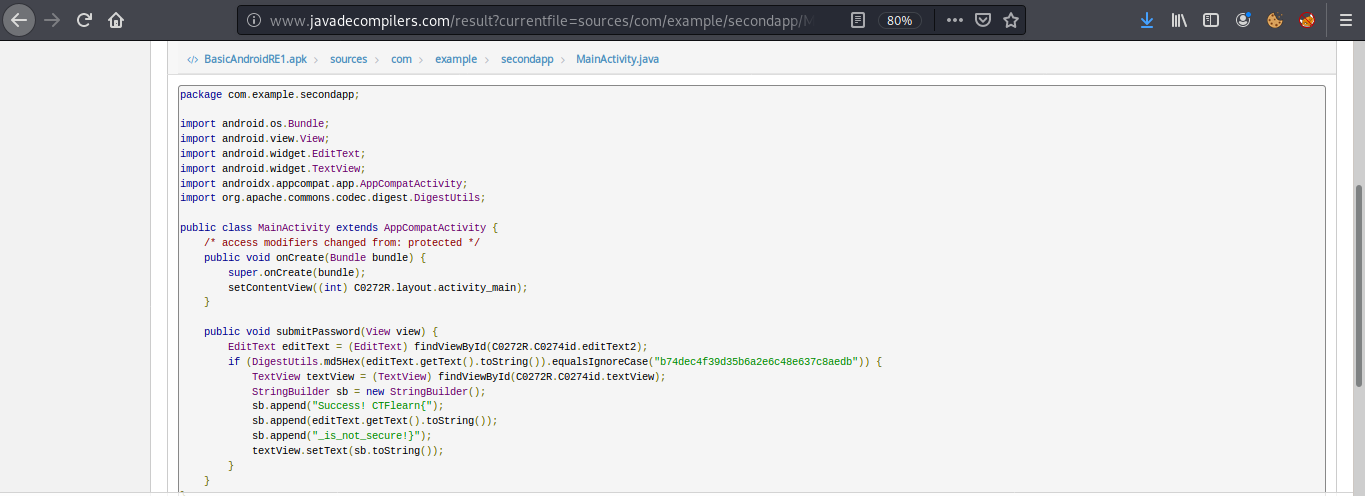 www.javadecompilers.com/result?currentfile=sources/com/example/secondapp/M
80%
BasicAndroidRE1.apk > sources > com > example > secondapp > MainActivity.java
package com.example.secondapp;
import android.os.Bundle;
import android.view.View;
import android.widget.EditText;
import android.widget.TextView;
import androidx.appcompat.app.AppCompatActivity;
import org.apache.commons.codec.digest.DigestUtils;
public class MainActivity extends AppCompatActivity {
/* access modifiers changed from: protected */
public void onCreate(Bundle bundle) {
super.onCreate(bundle);
setContentView((int) C0272R.layout.activity_main);
}
public void submitPassword(View view) {
EditText editText = (EditText) findViewById(C0272R.C0274id.editText2);
if (DigestUtils.md5Hex(editText.getText().toString()).equalsIgnoreCase("b74dec4f39d35b6a2e6c48e637c8aedb")) {
TextView textView = (TextView) findViewById(C0272R.C0274id.textView);
StringBuilder sb = new StringBuilder();
sb.append("Success! CTFlearn{");
sb.append(editText.getText().toString());
sb.append("_is_not_secure!}");
textView.setText(sb.toString());
}
}